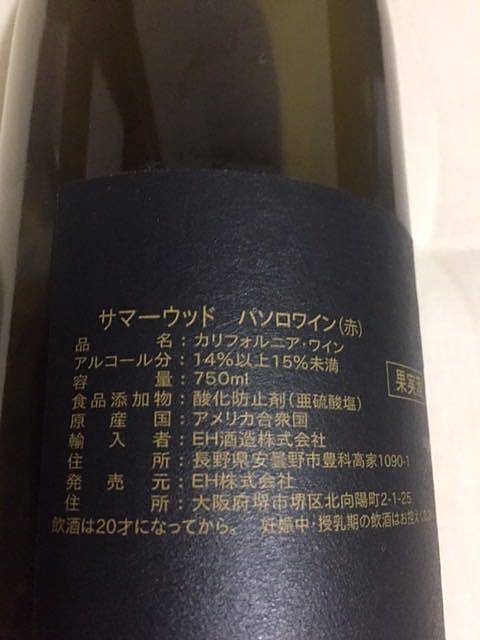 サマーウッド　パソロワイン(赤)
品名：カリフォルニア・ワイン
アルコール分：14%以上15%未満
果実酒
容量：750ml
食品添加物：酸化防止剤(亜硫酸塩)
原産国：アメリカ合衆国
輸入者：EH酒造株式会社
住所：長野県安曇野市豊科高家1090-1
発売元：EH株式会社
住所：大阪府堺市堺区北向陽町2-1-25
飲酒は20才になってから。　妊娠中・授乳期の飲酒はお控え